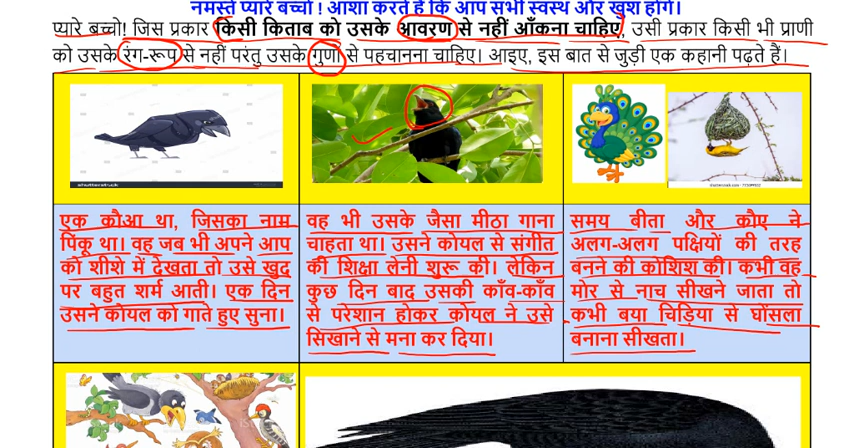 नमस्ते प्यारे बच्चो ! आशा करते हैं कि आप सभी स्वस्थ और खुश होंगे।
प्यारे बच्चो! जिस प्रकार किसी किताब को उसके आवरण से नहीं आँकना चाहिए, उसी प्रकार किसी भी प्राणी
को उसके रंग-रूप से नहीं परंतु उसके गुणों से पहचानना चाहिए। आइए, इस बात से जुड़ी एक कहानी पढ़ते हैं।
एक कौआ था, जिसका नाम
पिंकू था। वह जब भी अपने आप
को शीशे में देखता तो उसे खुद
पर बहुत शर्म आती। एक दिन
उसने कोयल को गाते हुए सुना।
वह भी उसके जैसा मीठा गाना
चाहता था। उसने कोयल से संगीत
की शिक्षा लेनी शुरू की। लेकिन
कुछ दिन बाद उसकी काँव-काँव
से परेशान होकर कोयल ने उसे
सिखाने से मना कर दिया।
समय बीता और कौए ने
अलग-अलग पक्षियों की तरह
बनने की कोशिश की। कभी वह
मोर से नाच सीखने जाता तो
कभी बया चिड़िया से घोंसला
बनाना सीखता।